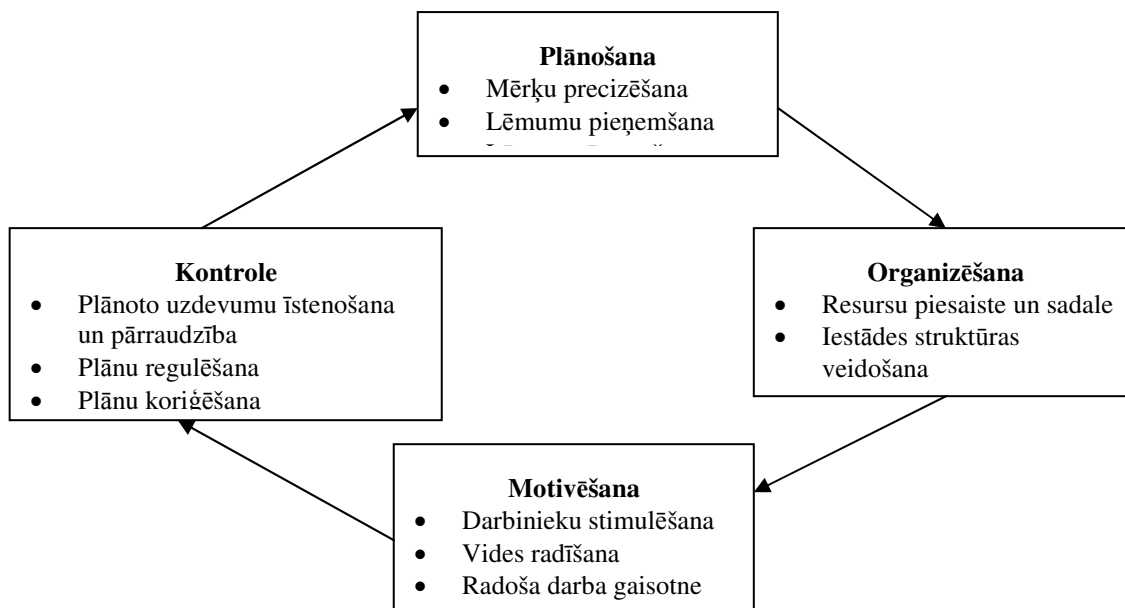 Plānošana
• Mērķu precizēšana
• Lēmumu pieņemšana
Kontrole
• Plānoto uzdevumu īstenošana
un pārraudzība
• Plānu regulēšana
• Plānu koriģēšana
Organizēšana
• Resursu piesaiste un sadale
• Iestādes struktūras
veidošana
Motivēšana
• Darbinieku stimulēšana
• Vides radīšana
• Radoša darba gaisotne